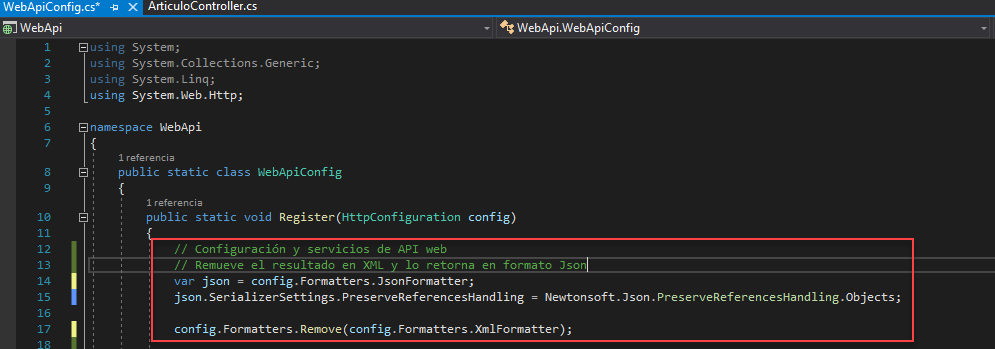 WebApiConfig.cs*
ArticuloController.cs
WebApi
WebApi.WebApiConfig
1 using System;
2 using System.Collections.Generic;
3 using System.Linq;
4 using System.Web.Http;
5
6 namespace WebApi
7 {
1 referencia
8 public static class WebApiConfig
9 {
1 referencia
10 public static void Register(HttpConfiguration config)
11 {
12 // Configuración y servicios de API web
13 // Remueve el resultado en XML y lo retorna en formato Json
14 var json = config.Formatters.JsonFormatter;
15 json.SerializerSettings.PreserveReferencesHandling = Newtonsoft.Json.PreserveReferencesHandling.Objects;
16
17 config.Formatters.Remove(config.Formatters.XmlFormatter);
18